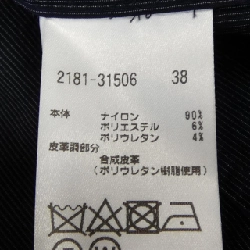 2181-31506 38
本体 ナイロン 90%
ポリエステル 6%
ポリウレタン 4%
皮革調部分
合成皮革
(ポリウレタン樹脂使用)